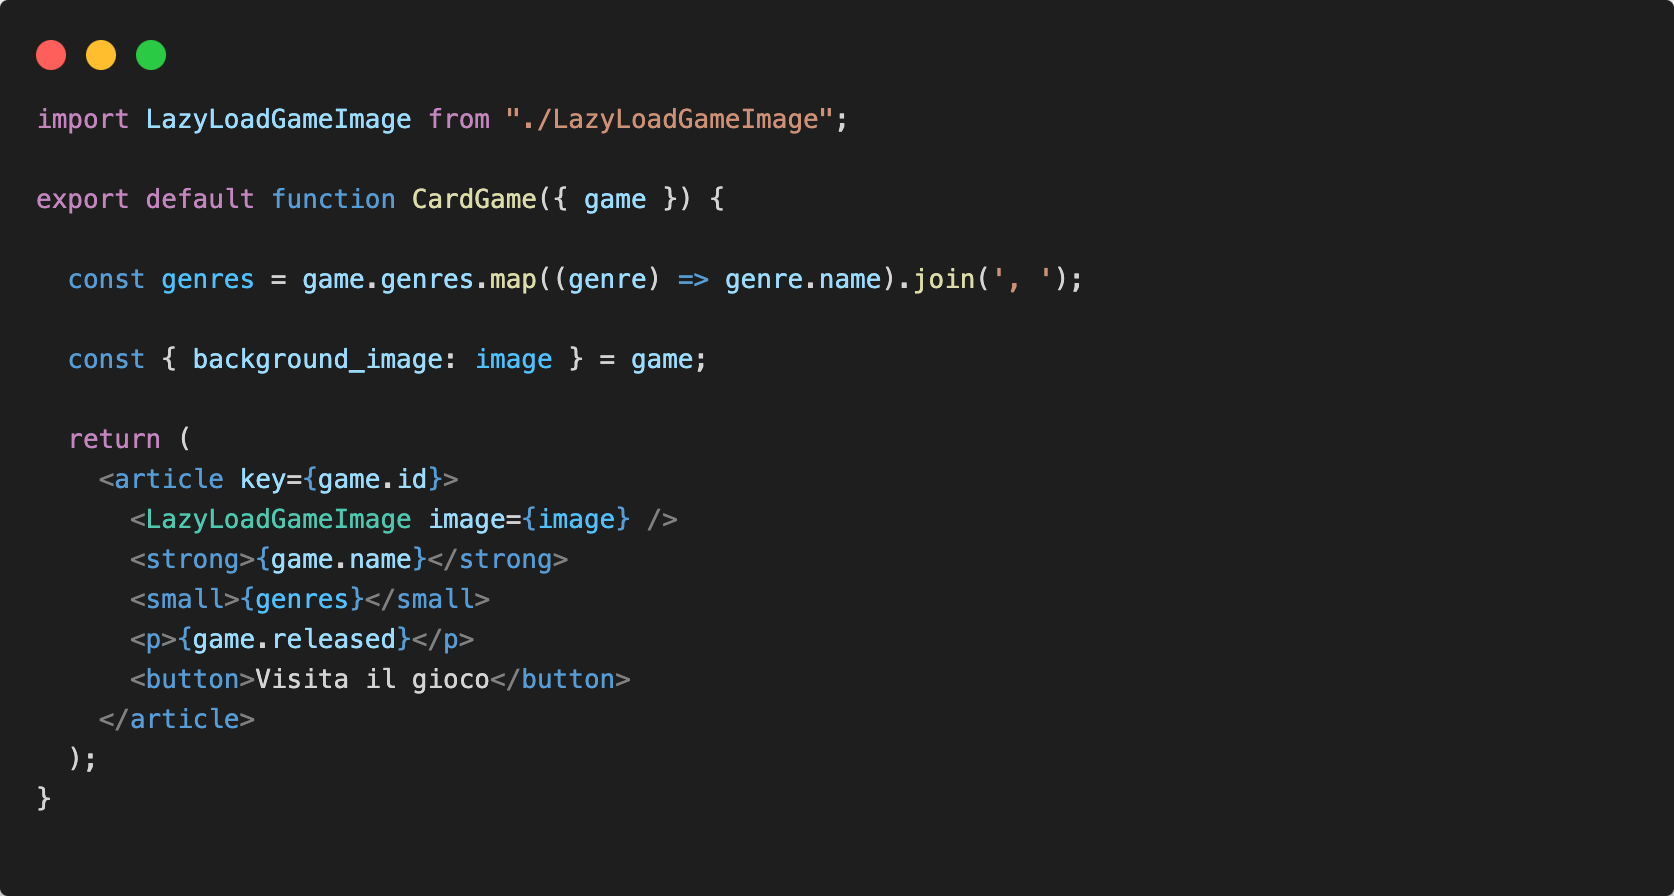 import LazyLoadGameImage from "./LazyLoadGameImage";
export default function CardGame({ game }) {
const genres = game.genres.map((genre) => genre.name).join(', ');
const { background_image: image } = game;
return (
<article key={game.id}>
<LazyLoadGameImage image={image} />
<strong>{game.name}</strong>
<small>{genres}</small>
<p>{game.released}</p>
<button>Visita il gioco</button>
</article>
);
}